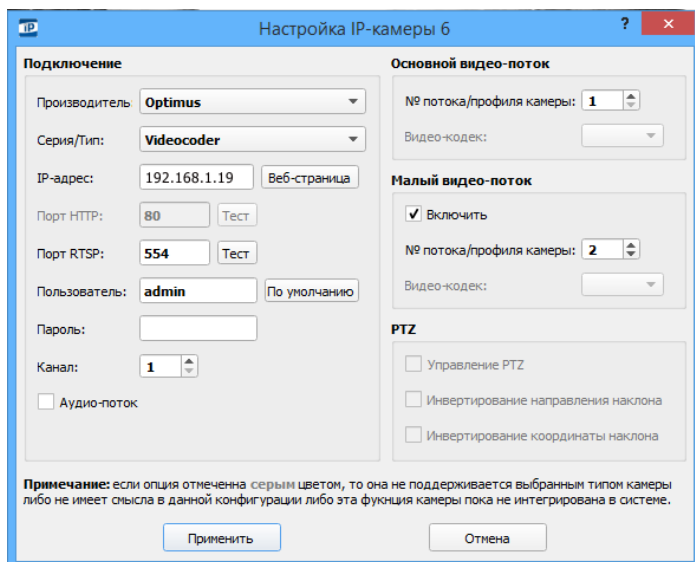 iP
Настройка IP-камеры 6
?
Подключение
Производитель: Optimus
Серия/Тип: Videocoder
IP-адрес: 192.168.1.19 Веб-страница
Порт HTTP: 80 Тест
Порт RTSP: 554 Тест
Пользователь: admin По умолчанию
Пароль:
Канал: 1
Аудио-поток
Основной видео-поток
№ потока/профиля камеры: 1
Видео-кодек:
Малый видео-поток
Включить
№ потока/профиля камеры: 2
Видео-кодек:
PTZ
Управление PTZ
Инвертирование направления наклона
Инвертирование координаты наклона
Примечание: если опция отмеченна серым цветом, то она не поддерживается выбранным типом камеры
либо не имеет смысла в данной конфигурации либо эта фукнция камеры пока не интегрирована в системе.
Применить
Отмена